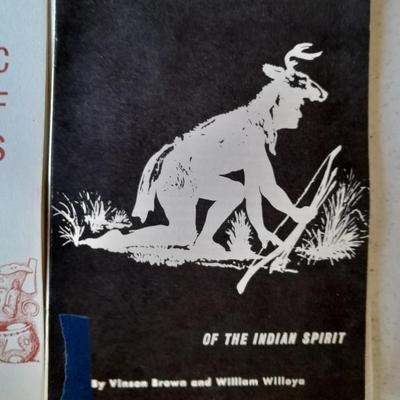 C
F
S
OF THE INDIAN SPIRIT
By Vinson Brown and William Willoya